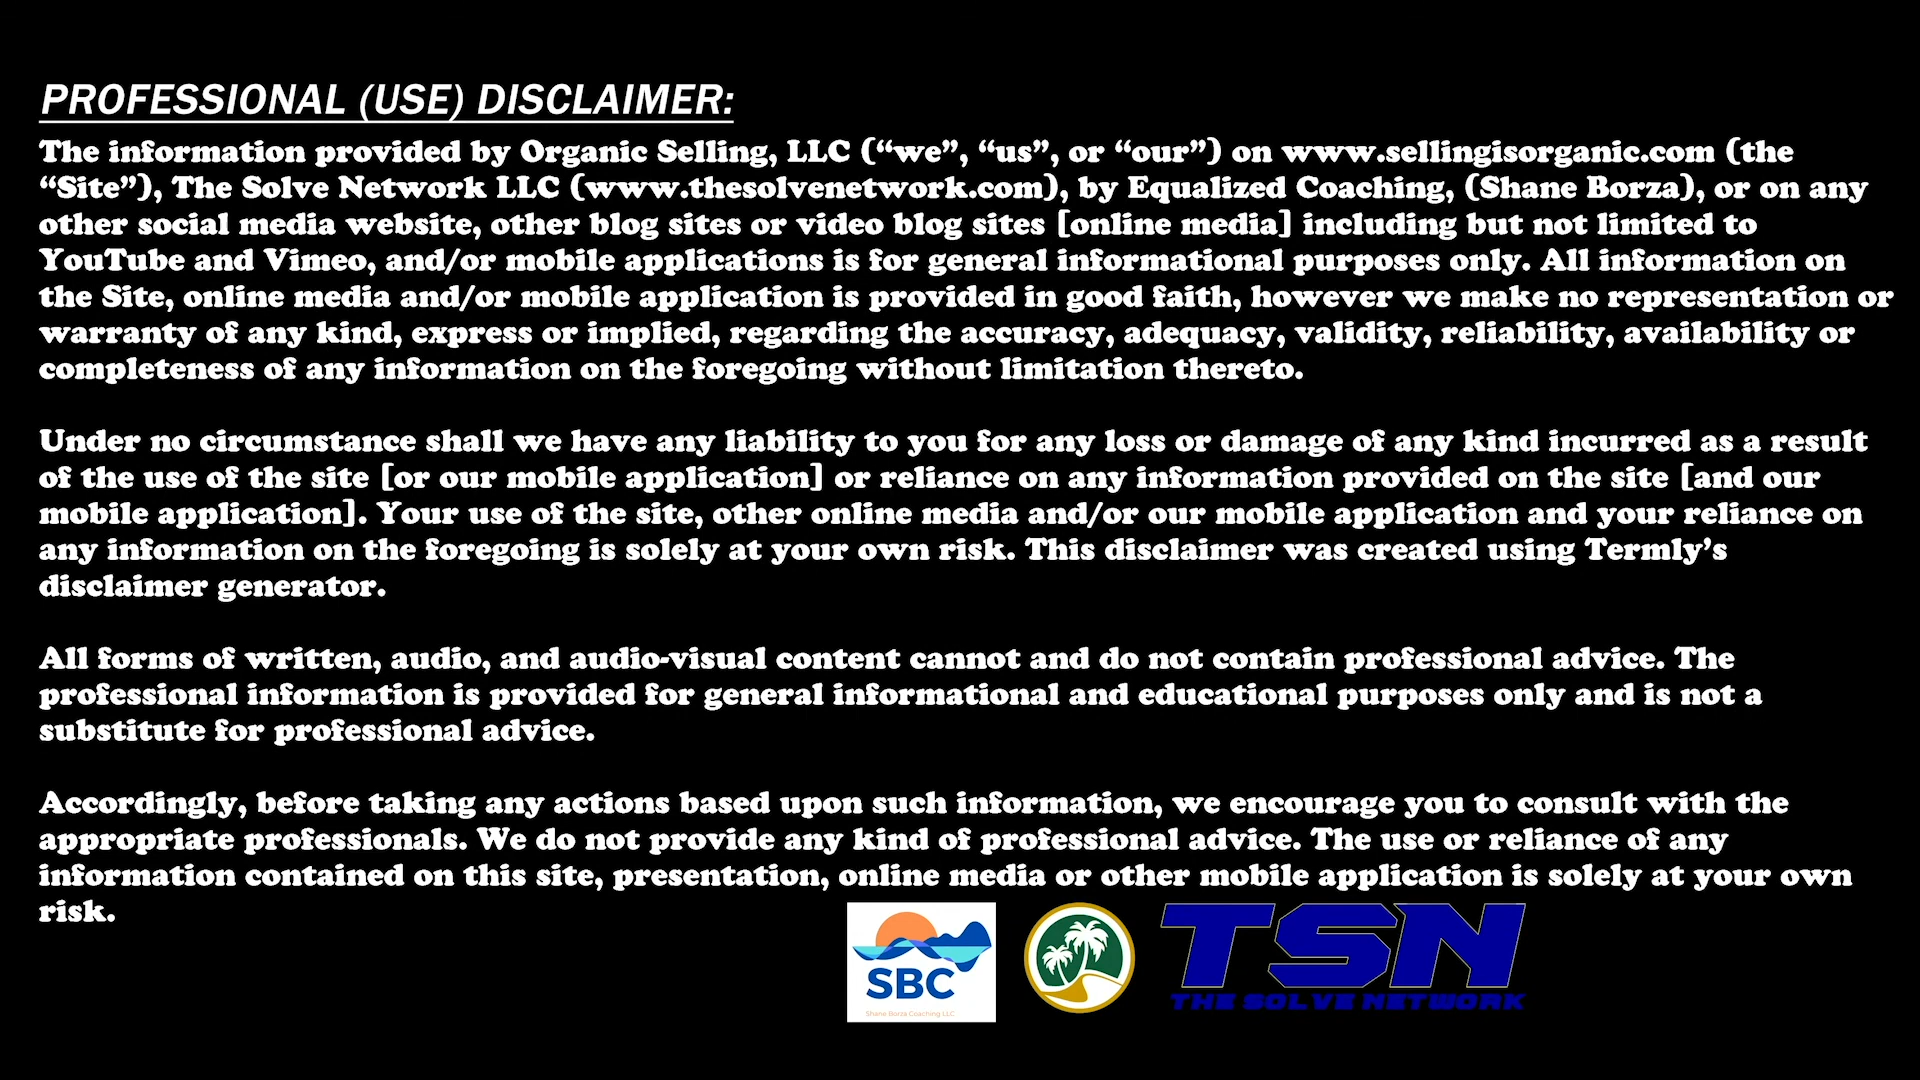 PROFESSIONAL (USE) DISCLAIMER:
The information provided by Organic Selling, LLC (“we”, “us”, or “our”) on www.sellingisorganic.com (the
“Site”), The Solve Network LLC (www.thesolvenetwork.com), by Equalized Coaching, (Shane Borza), or on any
other social media website, other blog sites or video blog sites [online media] including but not limited to
YouTube and Vimeo, and/or mobile applications is for general informational purposes only. All information on
the Site, online media and/or mobile application is provided in good faith, however we make no representation or
warranty of any kind, express or implied, regarding the accuracy, adequacy, validity, reliability, availability or
completeness of any information on the foregoing without limitation thereto.
Under no circumstance shall we have any liability to you for any loss or damage of any kind incurred as a result
of the use of the site [or our mobile application] or reliance on any information provided on the site [and our
mobile application]. Your use of the site, other online media and/or our mobile application and your reliance on
any information on the foregoing is solely at your own risk. This disclaimer was created using Termly’s
disclaimer generator.
All forms of written, audio, and audio-visual content cannot and do not contain professional advice. The
professional information is provided for general informational and educational purposes only and is not a
substitute for professional advice.
Accordingly, before taking any actions based upon such information, we encourage you to consult with the
appropriate professionals. We do not provide any kind of professional advice. The use or reliance of any
information contained on this site, presentation, online media or other mobile application is solely at your own
risk.
SBC
Shane Borza Coaching LLC
TSN
THE SOLVE NETWORK